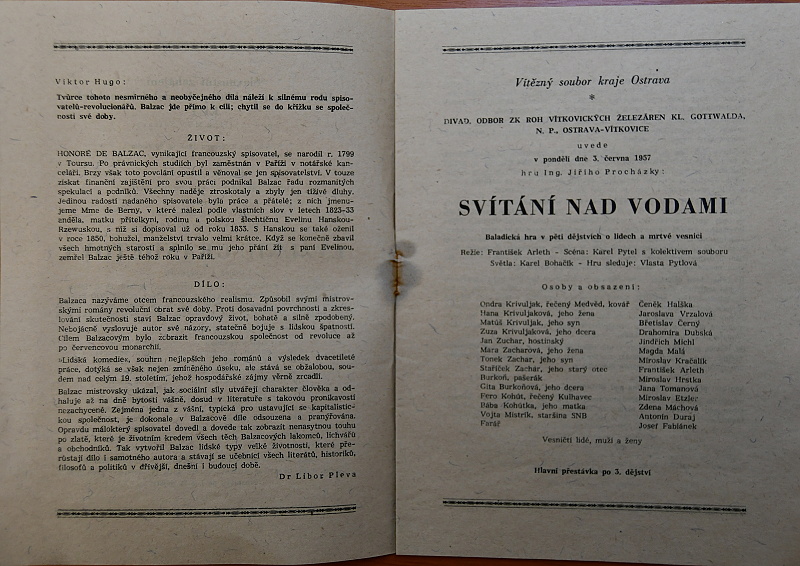 Viktor Hugo:
Tvůrce tohoto nesmírného a neobyčejného díla náleží k silnému rodu spiso-
vatelů-revolucionářů. Balzac jde přímo k cíli; chytil se do křížku se společ-
ností své doby.
ŽIVOT:
HONORÉ DE BALZAC, vynikající francouzský spisovatel, se narodil r. 1799
v Toursu. Po právnických studiích byl zaměstnán v Paříži v notářské kan-
celáři. Brzy však toto povolání opustil a věnoval se jen spisovatelství. V touze
získat finanční zajištění pro svou práci podnikal Balzac řadu rozmanitých
spekulací a podniků. Všechny naděje ztroskotaly a zbyly jen tíživé dluhy.
Jedinou radostí nadaného spisovatele byla práce a přátelé; z nich jmenu-
jeme Mme de Berny, v které nalezl podle vlastních slov v letech 1823–33
anděla, matku přítelkyni, rodinu a polskou šlechtičnu Evelinu Hanskou-
Rzewuskou, s níž si dopisoval už od roku 1833. S Hanskou se také oženil
v roce 1850, bohužel, manželství trvalo velmi krátce. Když se konečně zbavil
všech hmotných starostí a splnilo se mu jeho přání žít s paní Evelinou,
zemřel Balzac ještě téhož roku v Paříži.
DÍLO:
Balzaca nazýváme otcem francouzského realismu. Způsobil svými mistrov-
skými romány revoluční obrat své doby. Proti dosavadní povrchnosti a zkres-
lování skutečnosti staví Balzac opravdový život, bohatě a silně zpodobený.
Nebojácně vyslovuje autor své názory, statečně bojuje s lidskou špatností.
Cílem Balzacovým bylo zobrazit francouzskou společnost od revoluce až
po červencovou monarchii.
»Lidská komedie«, souhrn nejlepších jeho románů a výsledek dvacetileté
práce, dotýká se však nejen zmíněného úseku, ale stává se obžalobou, sou-
dem nad celým 19. stoletím, jehož hospodářské zájmy věrně zrcadlí.
Balzac mistrovsky ukázal, jak sociální síly utvářejí charakter člověka a od-
haluje až na dně bytostí vášně, dosud v literatuře s takovou pronikavostí
nezachycené. Zejména jedna z vášní, typická pro ustavující se kapitalistic-
kou společnost, je dokonale v Balzacově díle odsouzena a pranýřována.
Opravdu málokterý spisovatel dovedl a dovede tak zobrazit nenasytnou touhu
po zlatě, které je životním krédem všech těch Balzacových lakomců, lichvářů
a obchodníků. Tak vytvořil Balzac lidské typy velké životnosti, které pře-
růstají dílo i samotného autora a stávají se učebnicí všech literátů, historiků,
filosofů a politiků v dřívější, dnešní i budoucí době.
Dr Libor Pleva
Vítězný soubor kraje Ostrava
*
DIVAD. ODBOR ZK ROH VÍTKOVICKÝCH ŽELEZÁREN KL. GOTTWALDA,
N. P., OSTRAVA-VÍTKOVICE
uvede
v pondělí dne 3. června 1957
hru Ing. Jiřího Procházky:
SVÍTÁNÍ NAD VODAMI
Baladická hra v pěti dějstvích o lidech a mrtvé vesnici
Režie: František Arleth - Scéna: Karel Pytel s kolektivem souboru
Světla: Karel Boháčik - Hru sleduje: Vlasta Pytlová
Osoby a obsazení:
Ondra Krivuljak, řečený Medvěd, kovář Čeněk Halška
Hana Krivuljaková, jeho žena Jaroslava Vrzalová
Matúš Krivuljak, jeho syn Břetislav Černý
Zuza Krivuljaková, jeho dcera Drahomíra Dubská
Jan Zuchar, hostinský Jindřich Michl
Mara Zacharová, jeho žena Magda Malá
Tonek Zachar, jeho syn Miroslav Kračalík
Stařiček Zachar, jeho starý otec František Arleth
Burkoň, pašerák Miroslav Hrstka
Gita Burkoňová, jeho dcera Jana Tomanová
Fero Kohút, řečený Kulhavec Miroslav Etzler
Bába Kohútka, jeho matka Zdena Máchová
Vojta Mistrík, staršina SNB Antonín Duraj
Farář Josef Fabiánek
Vesničtí lidé, muži a ženy
Hlavní přestávka po 3. dějství